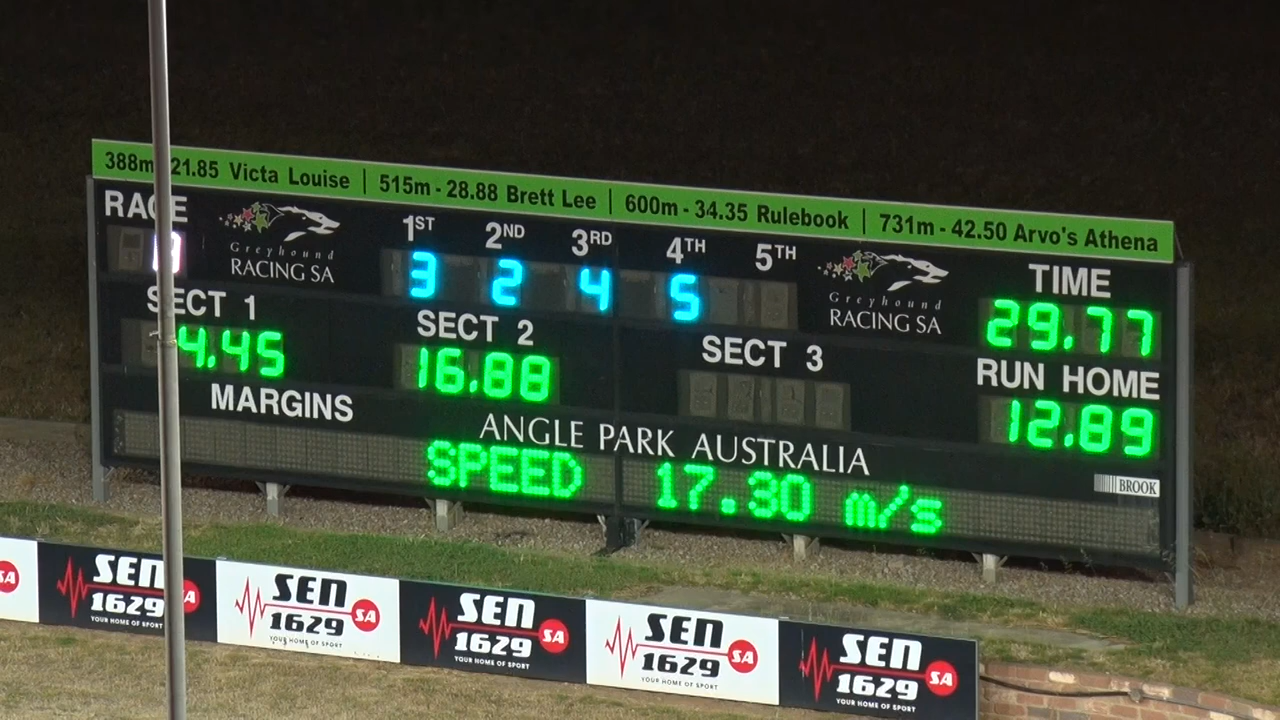 388m 21.85 Victa Louise | 515m - 28.88 Brett Lee | 600m - 34.35 Rulebook | 731m - 42.50 Arvo's Athena
RACE
Greyhound
RACING SA
1ST 2ND 3RD 4TH 5TH
3 2 4 5
Greyhound
RACING SA
TIME
29.77
SECT 1
4.45
SECT 2
16.88
SECT 3
RUN HOME
12.89
MARGINS
ANGLE PARK AUSTRALIA
SPEED 17.30 m/s
BROOK
SA
SEN
1629
SA
YOUR HOME OF SPORT
SEN
1629
SA
YOUR HOME OF SPORT
SEN
1629
SA
YOUR HOME OF SPORT
SEN
1629
SA
YOUR HOME OF SPORT
SEN
1629
SA
YOUR HOME OF SPORT